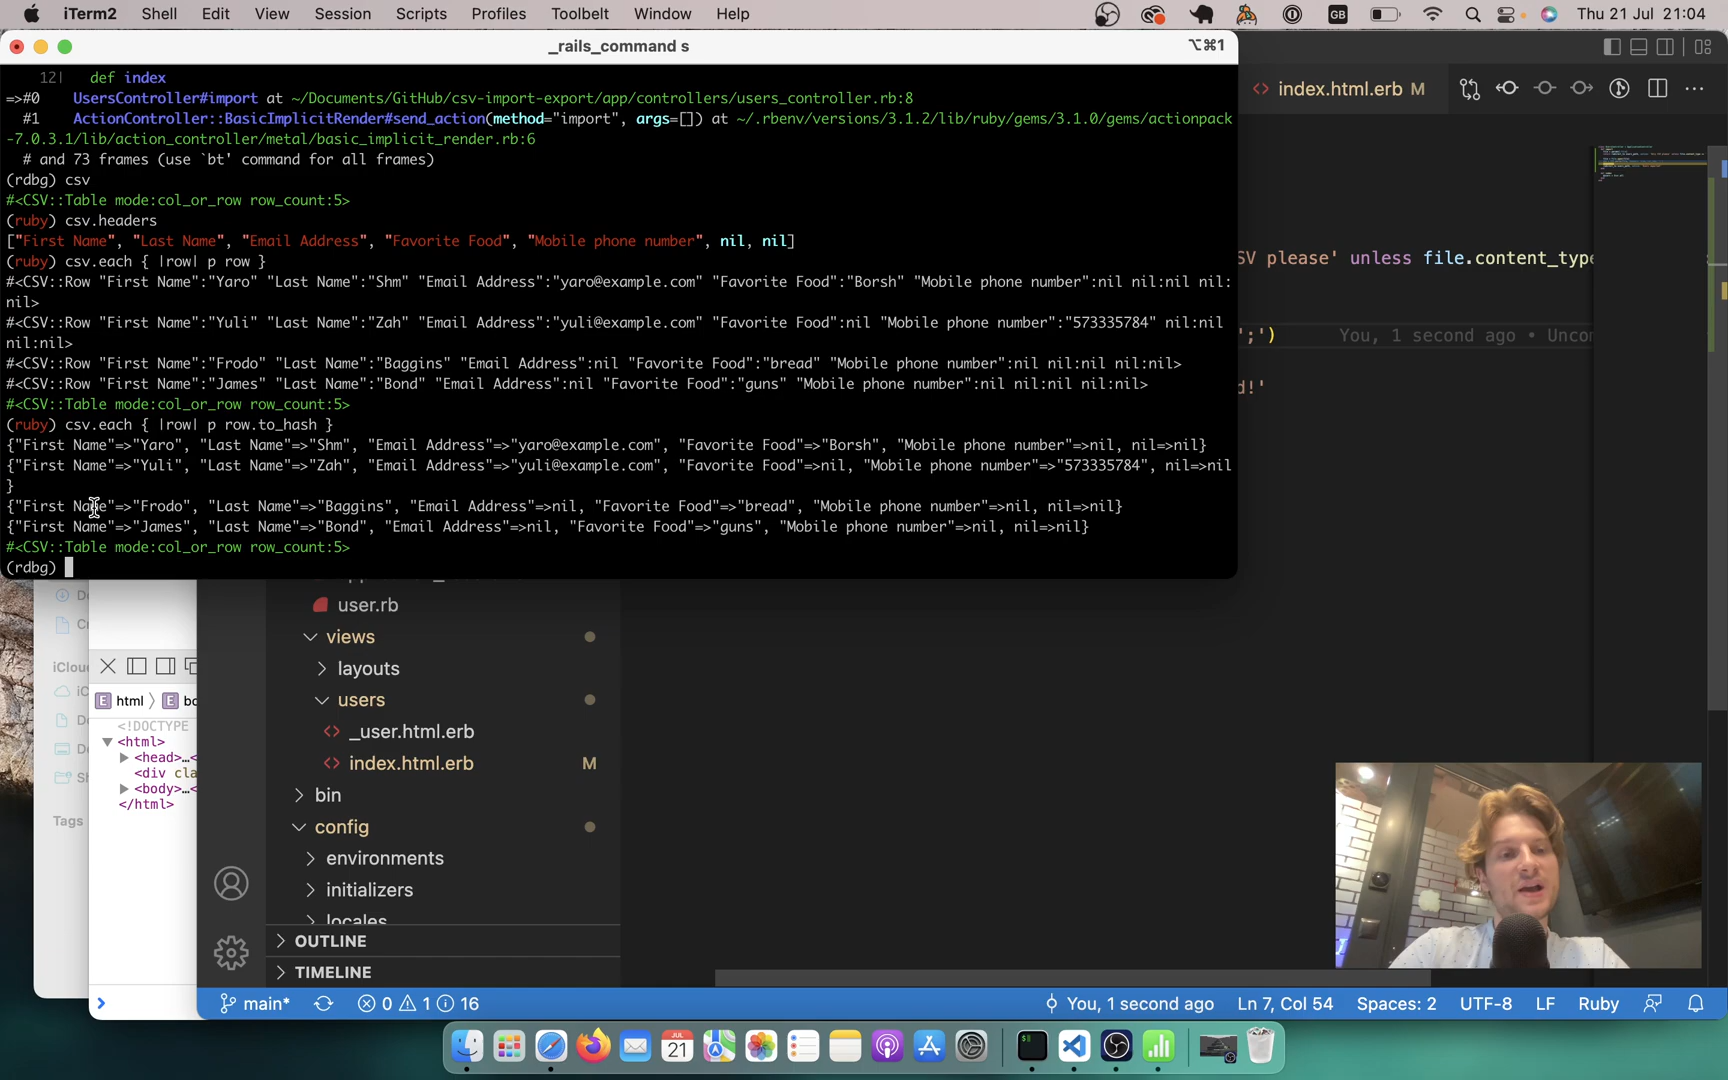 iTerm2 Shell Edit View Session Scripts Profiles Toolbelt Window Help GB Thu 21 Jul 21:04
_rails_command s ⌥⌘1
12| def index
=>#0 UsersController#import at ~/Documents/GitHub/csv-import-export/app/controllers/users_controller.rb:8
#1 ActionController::BasicImplicitRender#send_action(method="import", args=[]) at ~/.rbenv/versions/3.1.2/lib/ruby/gems/3.1.0/gems/actionpack
-7.0.3.1/lib/action_controller/metal/basic_implicit_render.rb:6
# and 73 frames (use `bt' command for all frames)
(rdbg) csv
#<CSV::Table mode:col_or_row row_count:5>
(ruby) csv.headers
["First Name", "Last Name", "Email Address", "Favorite Food", "Mobile phone number", nil, nil]
(ruby) csv.each { |row| p row }
#<CSV::Row "First Name":"Yaro" "Last Name":"Shm" "Email Address":"yaro@example.com" "Favorite Food":"Borsh" "Mobile phone number":nil nil:nil nil:
nil>
#<CSV::Row "First Name":"Yuli" "Last Name":"Zah" "Email Address":"yuli@example.com" "Favorite Food":nil "Mobile phone number":"573335784" nil:nil
nil:nil>
#<CSV::Row "First Name":"Frodo" "Last Name":"Baggins" "Email Address":nil "Favorite Food":"bread" "Mobile phone number":nil nil:nil nil:nil>
#<CSV::Row "First Name":"James" "Last Name":"Bond" "Email Address":nil "Favorite Food":"guns" "Mobile phone number":nil nil:nil nil:nil>
#<CSV::Table mode:col_or_row row_count:5>
(ruby) csv.each { |row| p row.to_hash }
{"First Name"=>"Yaro", "Last Name"=>"Shm", "Email Address"=>"yaro@example.com", "Favorite Food"=>"Borsh", "Mobile phone number"=>nil, nil=>nil}
{"First Name"=>"Yuli", "Last Name"=>"Zah", "Email Address"=>"yuli@example.com", "Favorite Food"=>nil, "Mobile phone number"=>"573335784", nil=>nil
}
{"First Name"=>"Frodo", "Last Name"=>"Baggins", "Email Address"=>nil, "Favorite Food"=>"bread", "Mobile phone number"=>nil, nil=>nil}
{"First Name"=>"James", "Last Name"=>"Bond", "Email Address"=>nil, "Favorite Food"=>"guns", "Mobile phone number"=>nil, nil=>nil}
#<CSV::Table mode:col_or_row row_count:5>
(rdbg)
index.html.erb M
SV please' unless file.content_type
';') You, 1 second ago • Uncom
d!'
iCloud
Tags
html
<!DOCTYPE
<html>
<head>…<
<div cla
<body>…<
</html>
user.rb
views
layouts
users
_user.html.erb
index.html.erb M
bin
config
environments
initializers
locales
OUTLINE
TIMELINE
main* 0 1 16 You, 1 second ago Ln 7, Col 54 Spaces: 2 UTF-8 LF Ruby
JUL
21